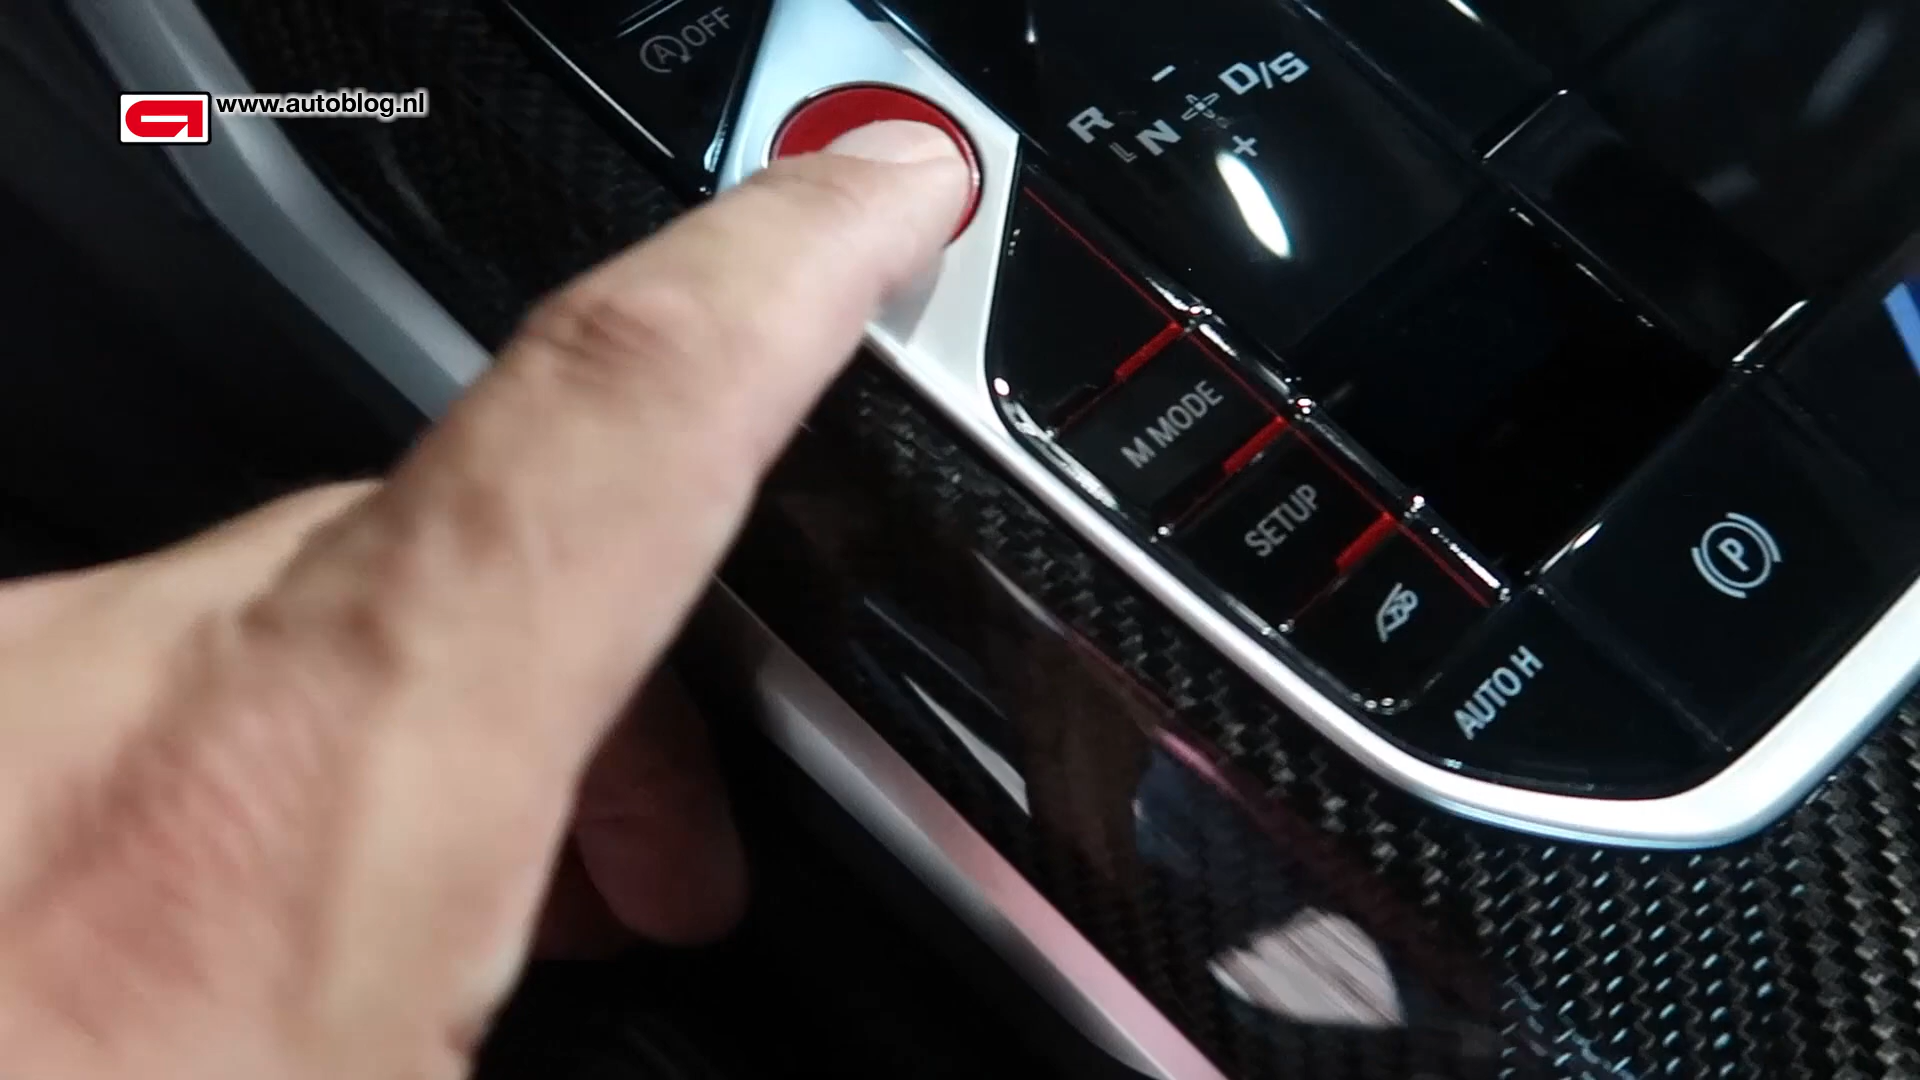 www.autoblog.nl
A OFF
R N D/S
- +
M MODE
SETUP
P
AUTO H